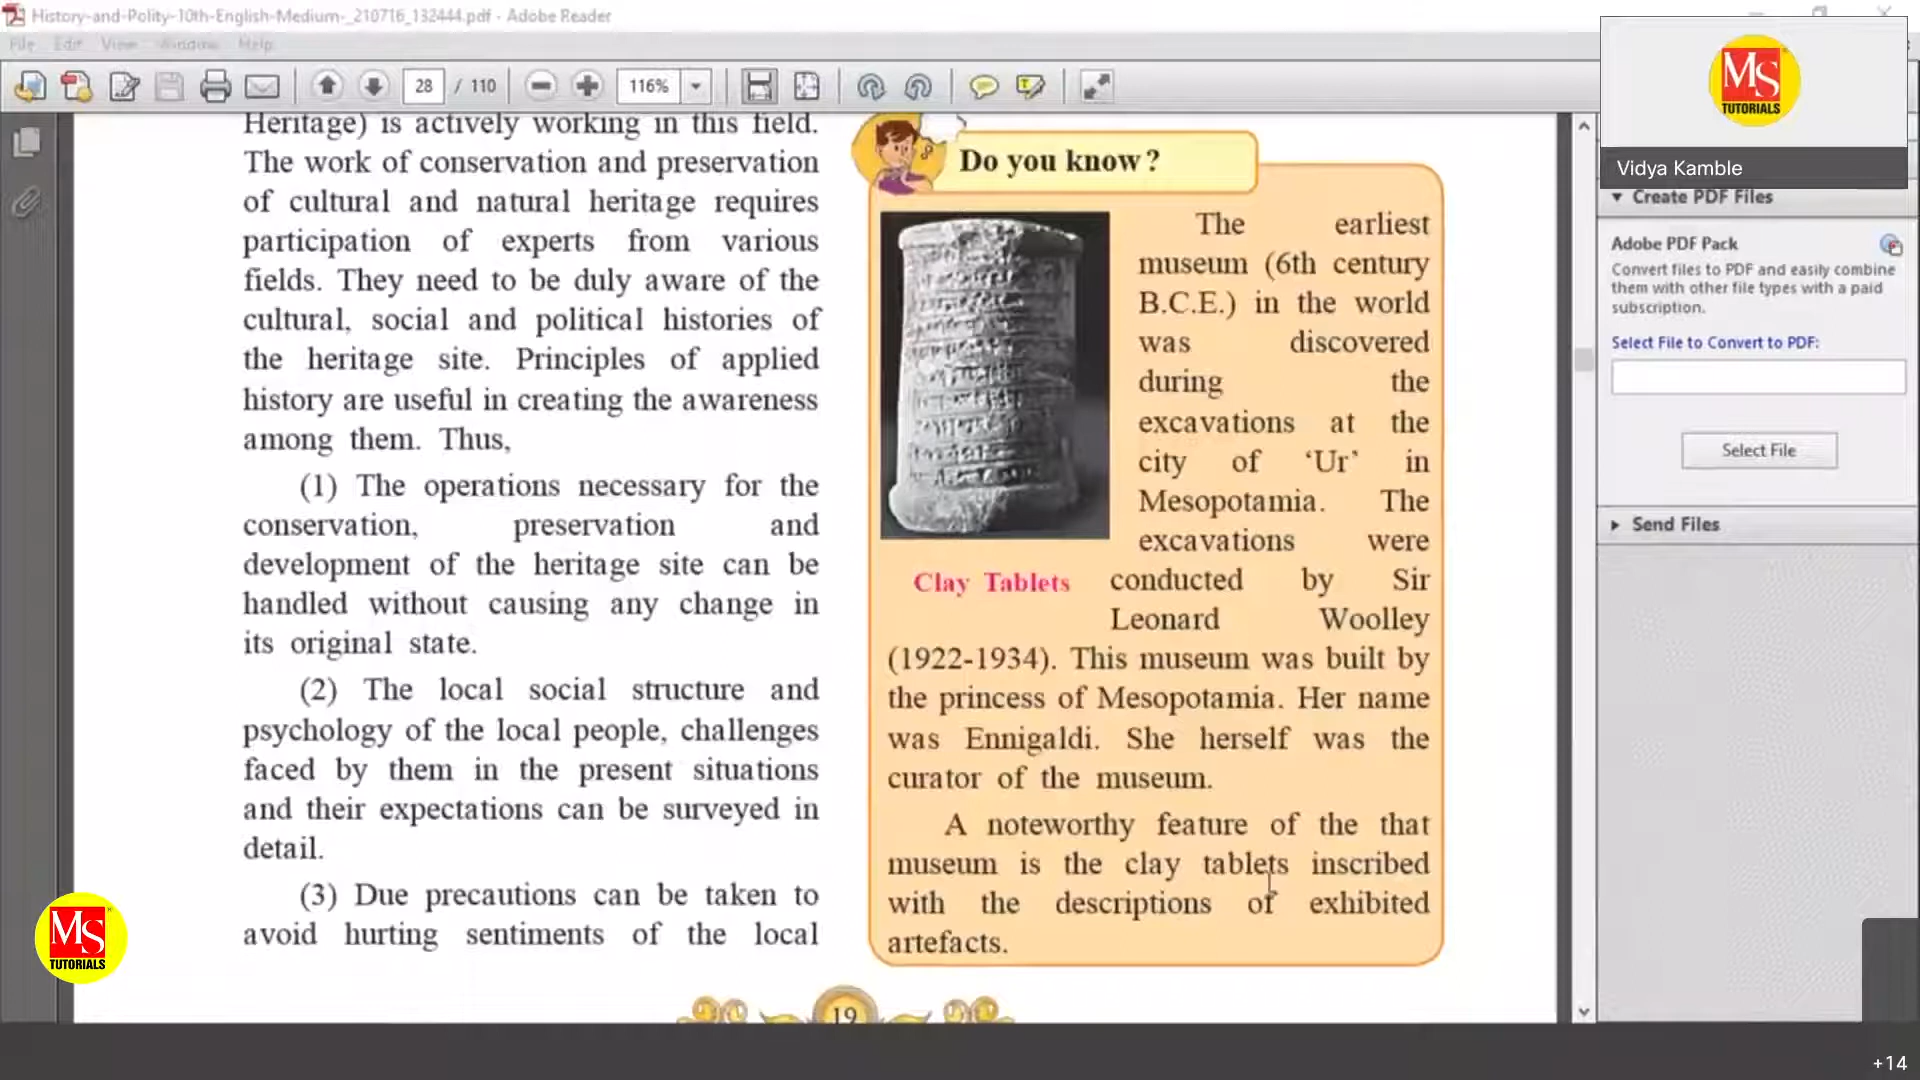 History-and-Polity-10th-English-Medium-_210716_132444.pdf - Adobe Reader
File Edit View Window Help
28 / 110
116%
MS
TUTORIALS
Vidya Kamble
Create PDF Files
Adobe PDF Pack
Convert files to PDF and easily combine
them with other file types with a paid
subscription.
Select File to Convert to PDF:
Select File
Send Files
Heritage) is actively working in this field.
The work of conservation and preservation
of cultural and natural heritage requires
participation of experts from various
fields. They need to be duly aware of the
cultural, social and political histories of
the heritage site. Principles of applied
history are useful in creating the awareness
among them. Thus,
(1) The operations necessary for the
conservation, preservation and
development of the heritage site can be
handled without causing any change in
its original state.
(2) The local social structure and
psychology of the local people, challenges
faced by them in the present situations
and their expectations can be surveyed in
detail.
(3) Due precautions can be taken to
avoid hurting sentiments of the local
Do you know?
The earliest
museum (6th century
B.C.E.) in the world
was discovered
during the
excavations at the
city of ‘Ur’ in
Mesopotamia. The
excavations were
Clay Tablets
conducted by Sir
Leonard Woolley
(1922-1934). This museum was built by
the princess of Mesopotamia. Her name
was Ennigaldi. She herself was the
curator of the museum.
A noteworthy feature of the that
museum is the clay tablets inscribed
with the descriptions of exhibited
artefacts.
19
MS
TUTORIALS
+14